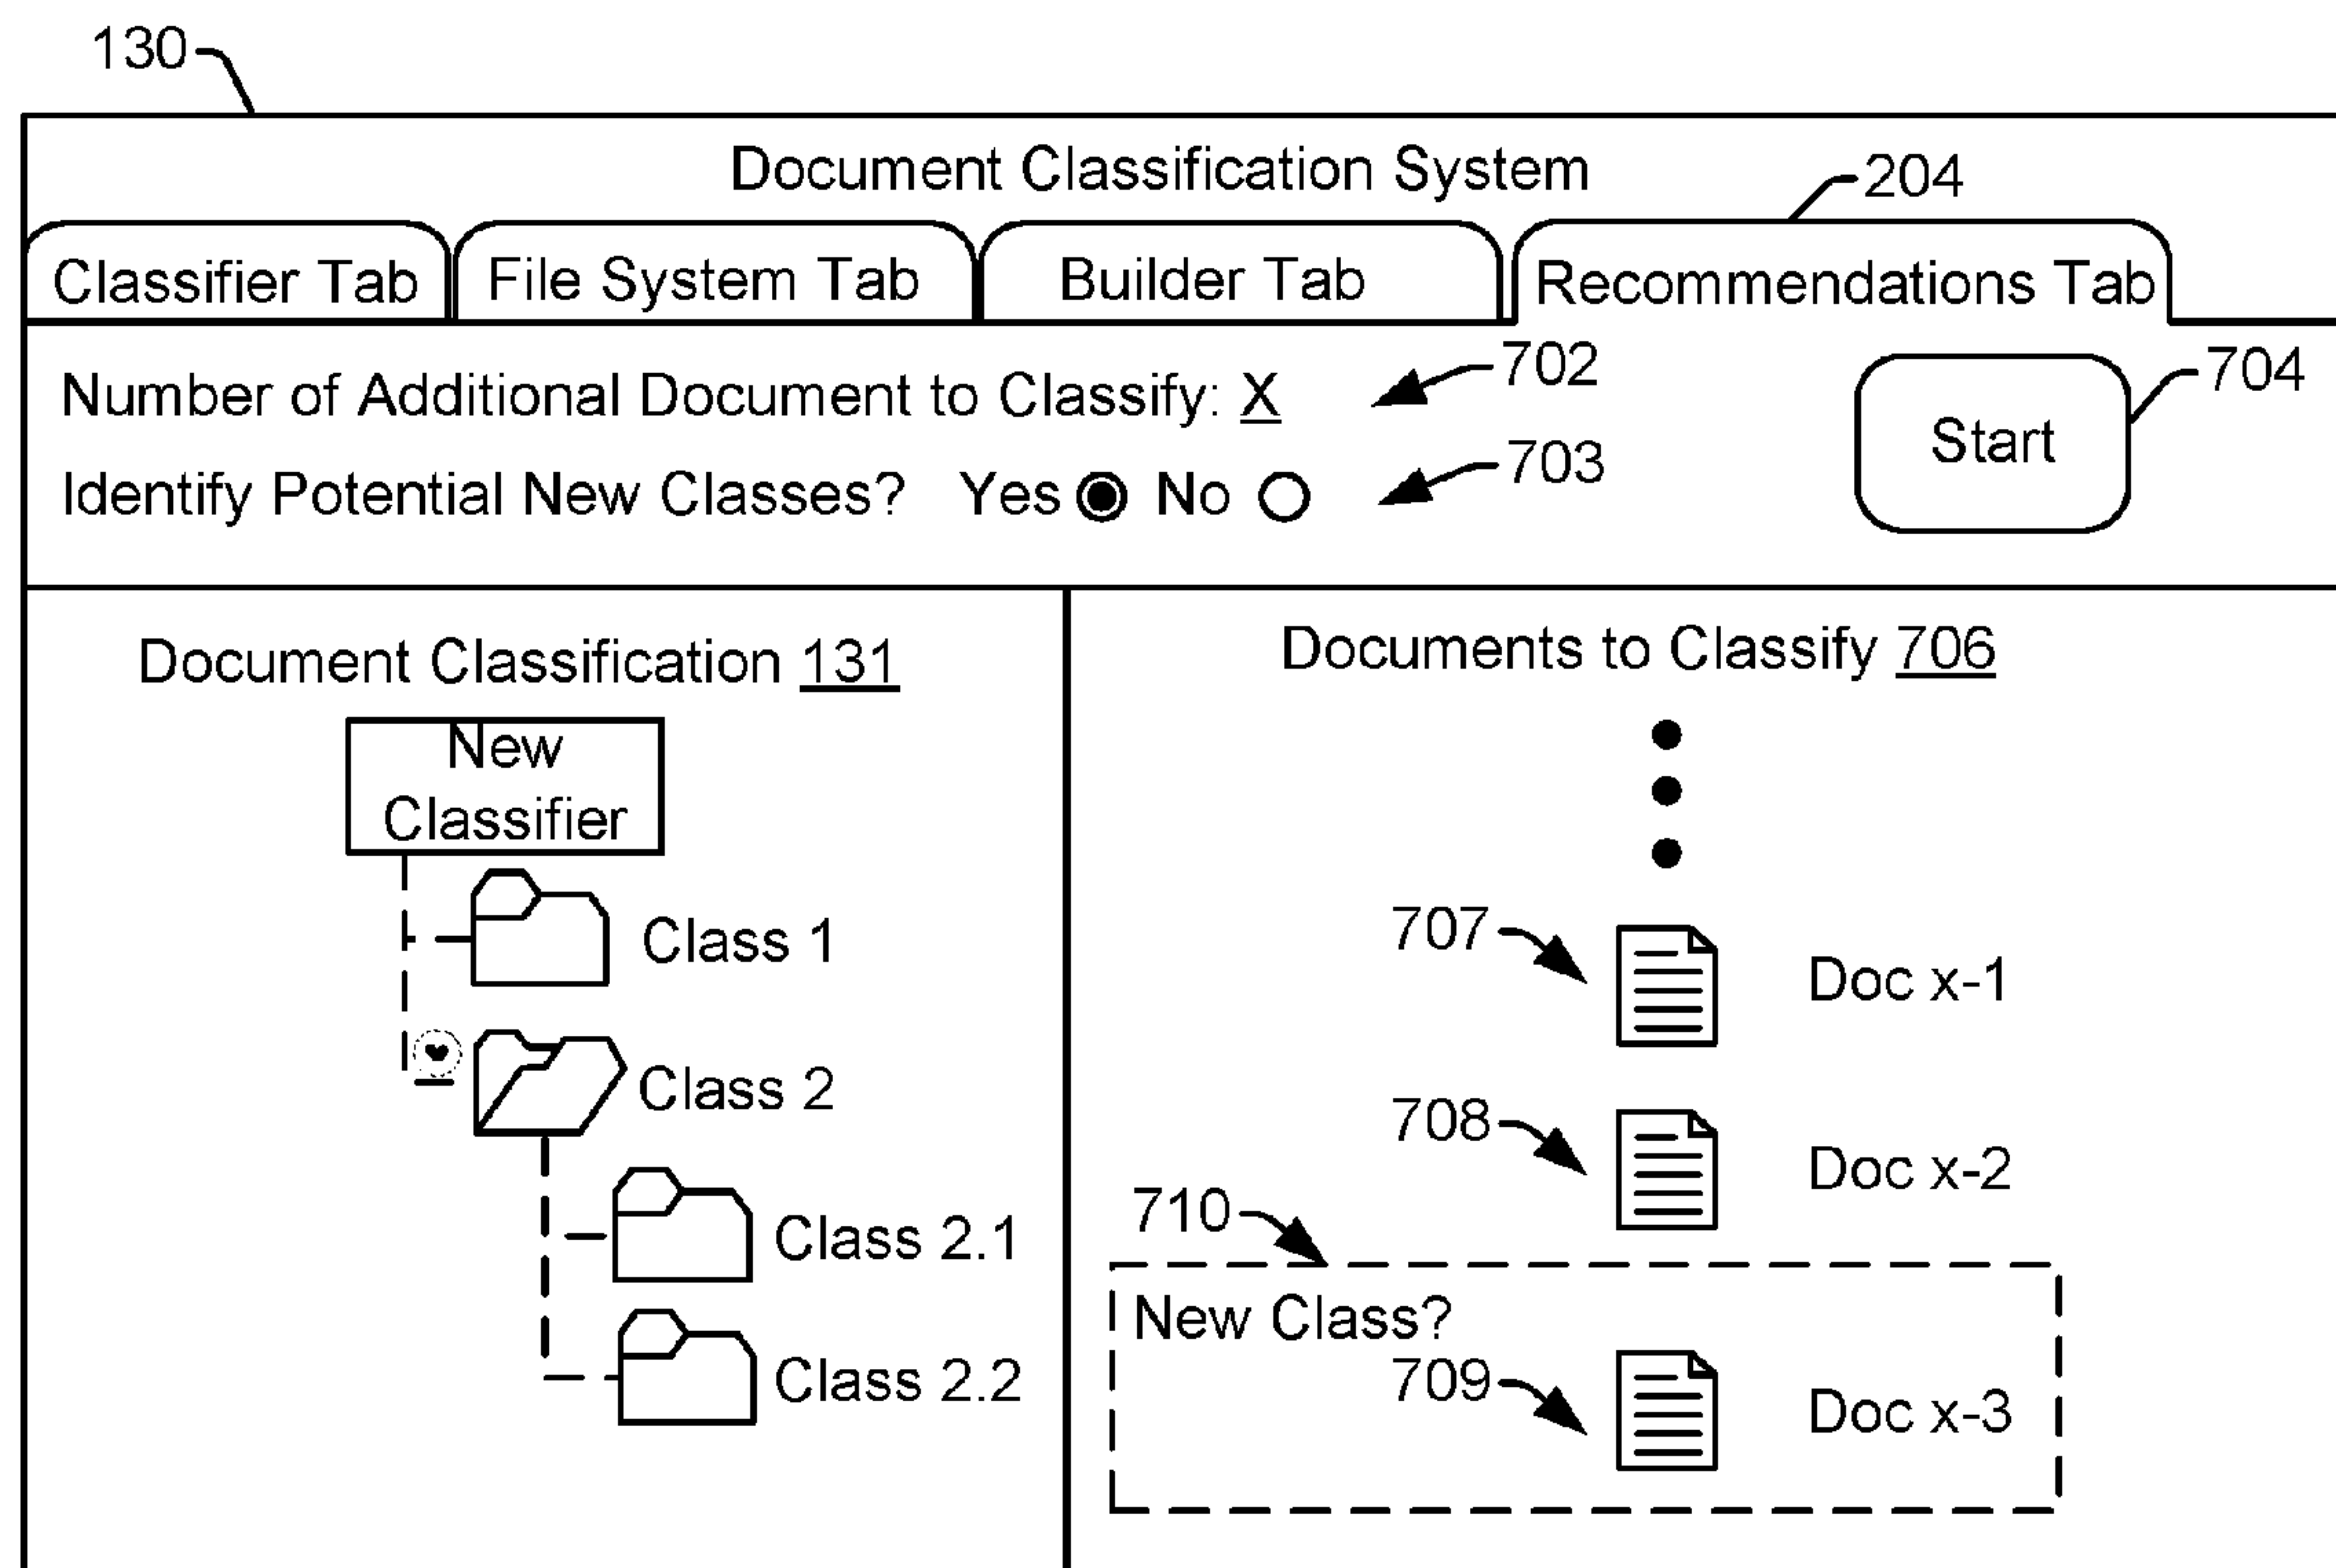 130
Document Classification System
204
Classifier Tab File System Tab Builder Tab Recommendations Tab
Number of Additional Document to Classify: X
702
704
Start
Identify Potential New Classes? Yes No
703
Document Classification 131
New
Classifier
Class 1
Class 2
Class 2.1
Class 2.2
Documents to Classify 706
707
Doc x-1
708
Doc x-2
710
New Class?
709
Doc x-3